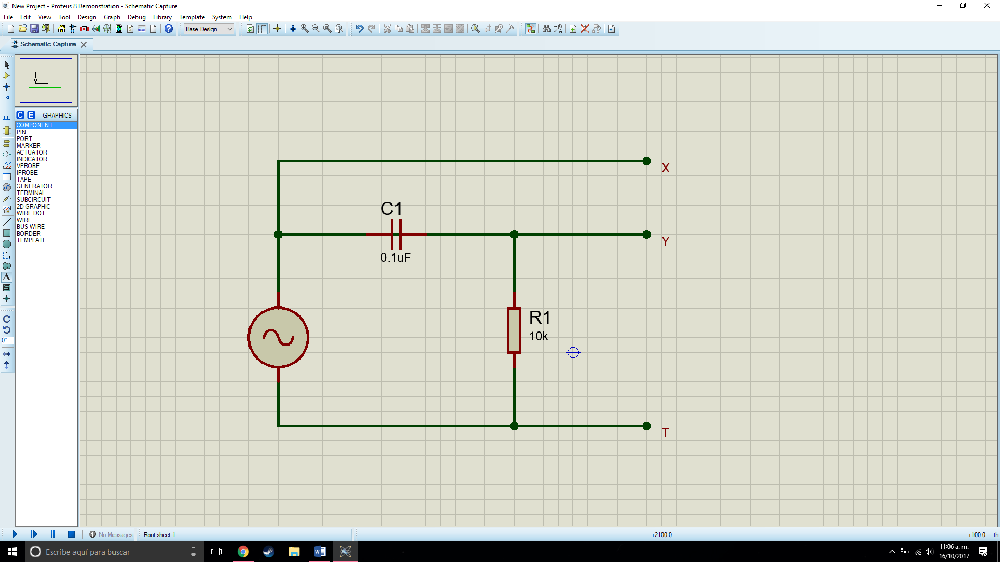 New Project - Proteus 8 Demonstration - Schematic Capture
File Edit View Tool Design Graph Debug Library Template System Help
Base Design
Schematic Capture
LBL
C E GRAPHICS
COMPONENT
PIN
PORT
MARKER
ACTUATOR
INDICATOR
VPROBE
IPROBE
TAPE
GENERATOR
TERMINAL
SUBCIRCUIT
2D GRAPHIC
WIRE DOT
WIRE
BUS WIRE
BORDER
TEMPLATE
A
S
0°
X
C1
Y
0.1uF
R1
10k
T
No Messages
Root sheet 1
+2100.0
+100.0
th
Escribe aquí para buscar
11:06 a. m.
16/10/2017